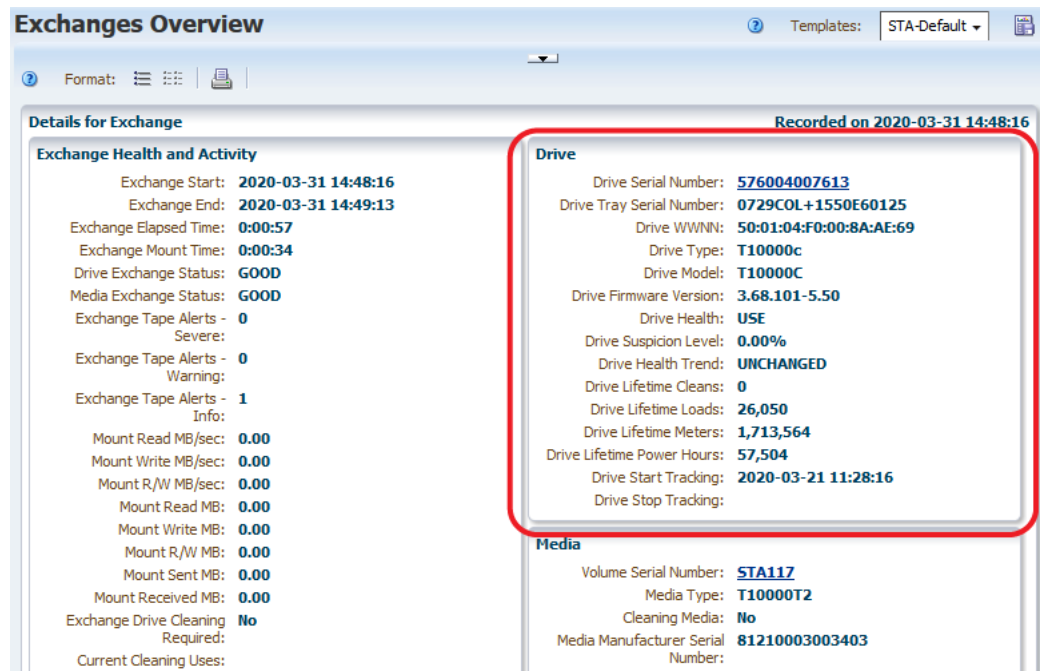 Exchanges Overview
Templates: STA-Default
Format:
Details for Exchange
Recorded on 2020-03-31 14:48:16
Exchange Health and Activity
Exchange Start: 2020-03-31 14:48:16
Exchange End: 2020-03-31 14:49:13
Exchange Elapsed Time: 0:00:57
Exchange Mount Time: 0:00:34
Drive Exchange Status: GOOD
Media Exchange Status: GOOD
Exchange Tape Alerts - 0
Severe:
Exchange Tape Alerts - 0
Warning:
Exchange Tape Alerts - 1
Info:
Mount Read MB/sec: 0.00
Mount Write MB/sec: 0.00
Mount R/W MB/sec: 0.00
Mount Read MB: 0.00
Mount Write MB: 0.00
Mount R/W MB: 0.00
Mount Sent MB: 0.00
Mount Received MB: 0.00
Exchange Drive Cleaning No
Required:
Current Cleaning Uses:
Drive
Drive Serial Number: 576004007613
Drive Tray Serial Number: 0729COL+1550E60125
Drive WWNN: 50:01:04:F0:00:8A:AE:69
Drive Type: T10000c
Drive Model: T10000C
Drive Firmware Version: 3.68.101-5.50
Drive Health: USE
Drive Suspicion Level: 0.00%
Drive Health Trend: UNCHANGED
Drive Lifetime Cleans: 0
Drive Lifetime Loads: 26,050
Drive Lifetime Meters: 1,713,564
Drive Lifetime Power Hours: 57,504
Drive Start Tracking: 2020-03-21 11:28:16
Drive Stop Tracking:
Media
Volume Serial Number: STA117
Media Type: T10000T2
Cleaning Media: No
Media Manufacturer Serial 81210003003403
Number: